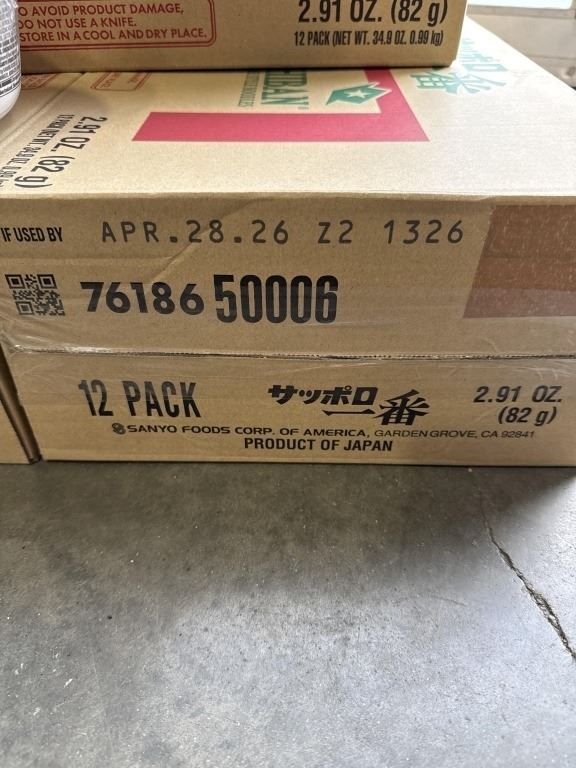 O AVOID PRODUCT DAMAGE,
DO NOT USE A KNIFE.
STORE IN A COOL AND DRY PLACE.
2.91 OZ. (82 g)
12 PACK (NET WT. 34.9 OZ. 0.99 kg)
2.91 OZ. (82 g)
IBAN
IF USED BY
APR.28.26 Z2 1326
76186 50006
12 PACK
サッポロ一番
2.91 OZ.
(82 g)
SANYO FOODS CORP. OF AMERICA, GARDEN GROVE, CA 92841
PRODUCT OF JAPAN